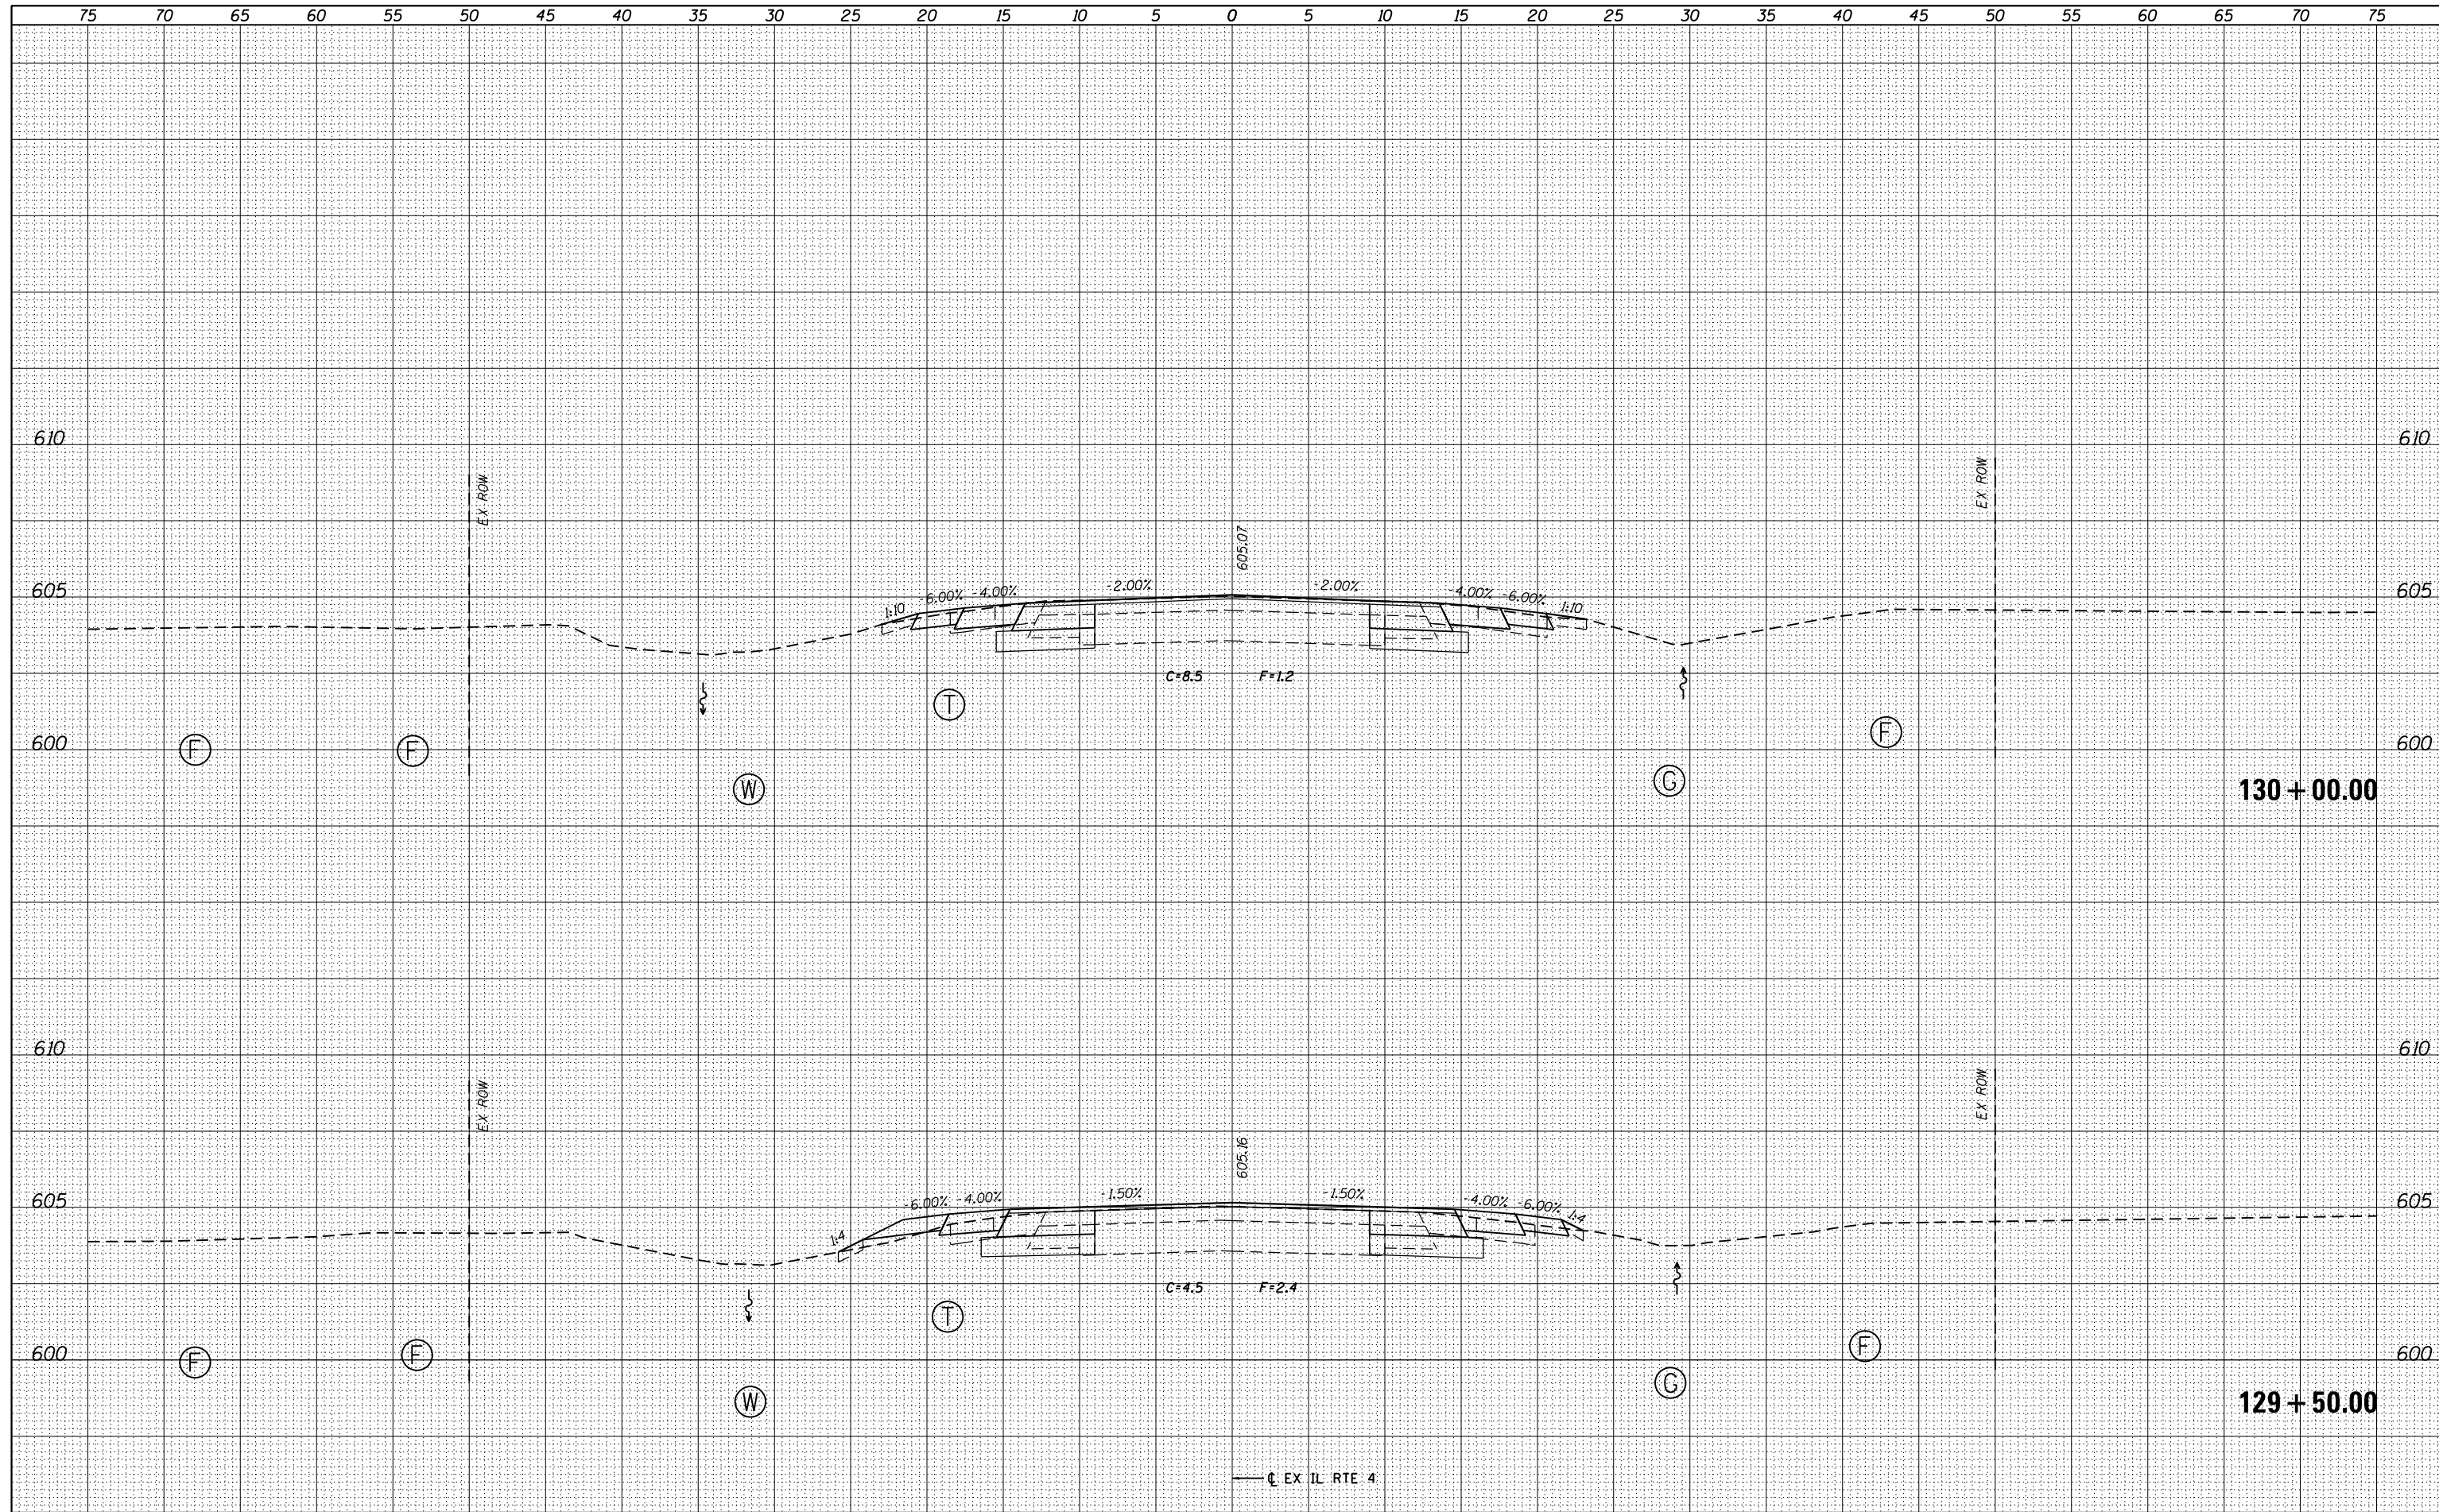 75 70 65 60 55 50 45 40 35 30 25 20 15 10 5 0 5 10 15 20 25 30 35 40 45 50 55 60 65 70 75
610 610
EX ROW EX ROW
605.07
605 605
1:10 -6.00% -4.00% -2.00% -2.00% -4.00% -6.00% 1:10
C=8.5 F=1.2
T
F F F
600 600
W G
130+00.00
610 610
EX ROW EX ROW
605.16
605 605
1:4 -6.00% -4.00% -1.50% -1.50% -4.00% -6.00% 1:4
C=4.5 F=2.4
T
F F F
600 600
W G
129+50.00
℄ EX IL RTE 4